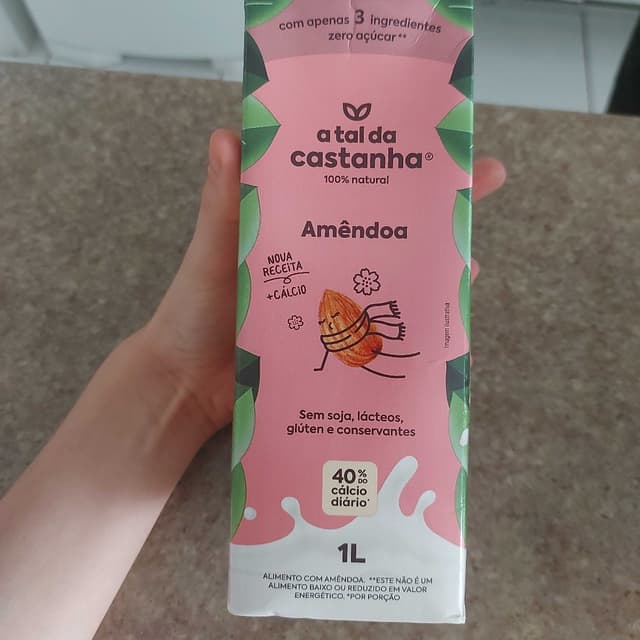 com apenas 3 ingredientes
zero açúcar**
a tal da
castanha®
100% natural
Amêndoa
NOVA
RECEITA
+CÁLCIO
Imagem ilustrativa
Sem soja, lácteos,
glúten e conservantes
40% DO
cálcio
diário*
1L
ALIMENTO COM AMÊNDOA. **ESTE NÃO É UM
ALIMENTO BAIXO OU REDUZIDO EM VALOR
ENERGÉTICO. *POR PORÇÃO